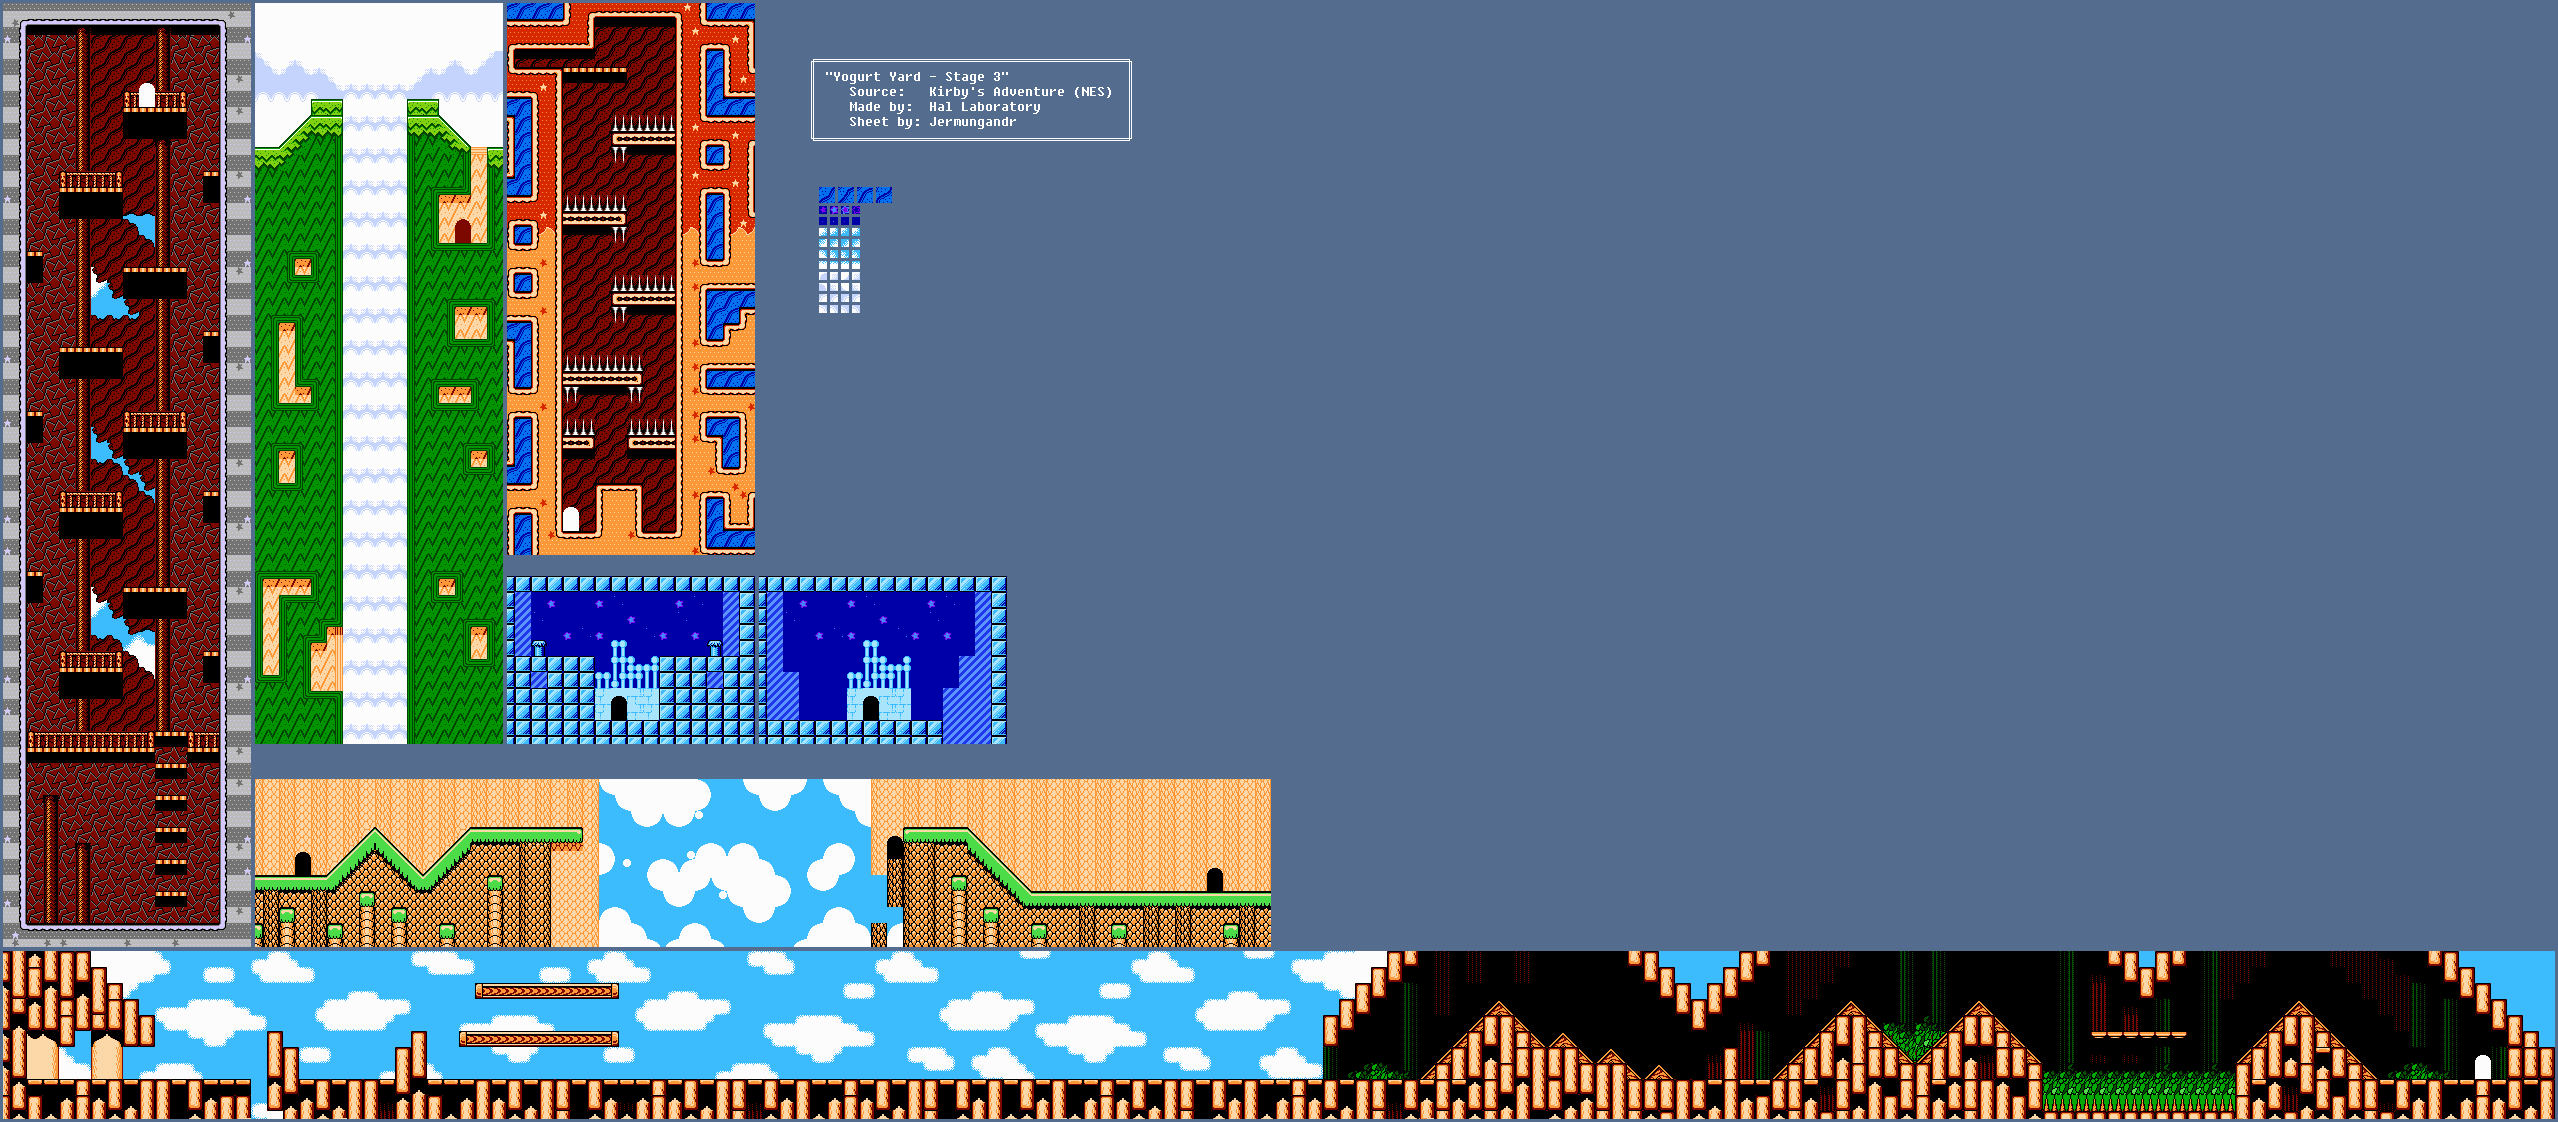 "Yogurt Yard - Stage 3"
Source: Kirby's Adventure (NES)
Made by: Hal Laboratory
Sheet by: Jermungandr